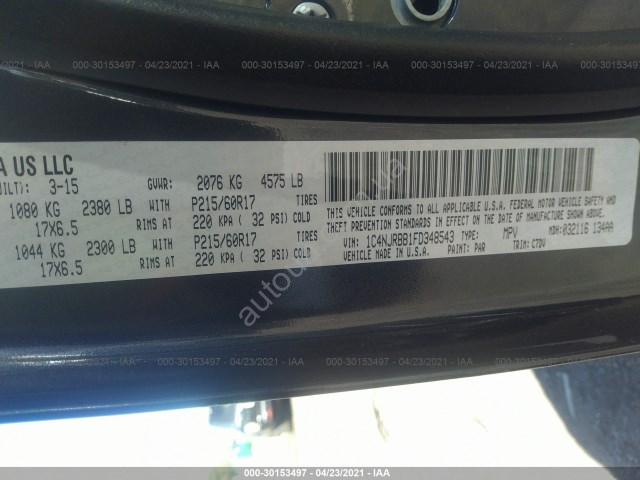 000-30153497 - 04/23/2021 - IAA
A US LLC
UILT): 3-15 GVWR: 2076 KG 4575 LB
1080 KG 2380 LB WITH P215/60R17 TIRES
17X6.5 RIMS AT 220 KPA ( 32 PSI) COLD
1044 KG 2300 LB WITH P215/60R17 TIRES
17X6.5 RIMS AT 220 KPA ( 32 PSI) COLD
THIS VEHICLE CONFORMS TO ALL APPLICABLE U.S.A. FEDERAL MOTOR VEHICLE SAFETY AND
THEFT PREVENTION STANDARDS IN EFFECT ON THE DATE OF MANUFACTURE SHOWN ABOVE.
VIN: 1C4NJRBB1FD348543 TYPE: MPV MDH: 032116 134AA
VEHICLE MADE IN U.S.A. PAINT: PAR TRIM: C7DV
000-30153497 - 04/23/2021 - IAA